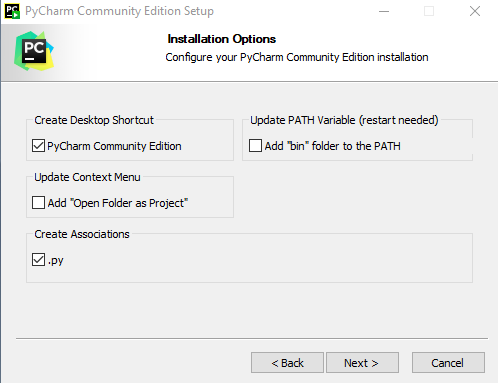 PC PyCharm Community Edition Setup
PC
Installation Options
Configure your PyCharm Community Edition installation
Create Desktop Shortcut
PyCharm Community Edition
Update PATH Variable (restart needed)
Add "bin" folder to the PATH
Update Context Menu
Add "Open Folder as Project"
Create Associations
.py
< Back
Next >
Cancel